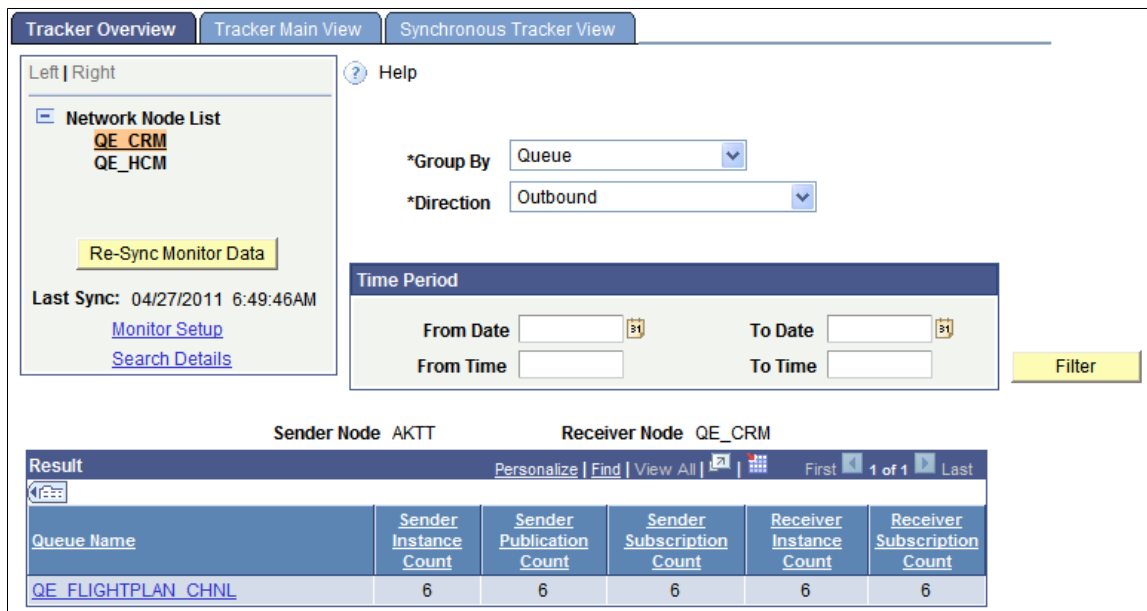 Tracker Overview Tracker Main View Synchronous Tracker View
Left | Right
? Help
Network Node List
QE_CRM
QE_HCM
*Group By Queue
*Direction Outbound
Re-Sync Monitor Data
Last Sync: 04/27/2011 6:49:46AM
Monitor Setup
Search Details
Time Period
From Date 31 To Date 31
From Time To Time
Filter
Sender Node AKTT Receiver Node QE_CRM
Result Personalize | Find | View All | | First 1 of 1 Last
Queue Name Sender Instance Count Sender Publication Count Sender Subscription Count Receiver Instance Count Receiver Subscription Count
QE_FLIGHTPLAN_CHNL 6 6 6 6 6